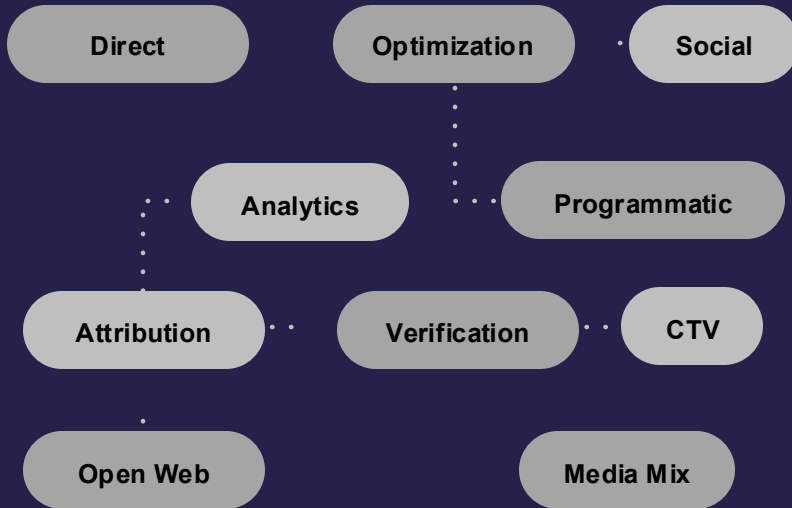 Direct
Optimization
Social
Analytics
Programmatic
Attribution
Verification
CTV
Open Web
Media Mix